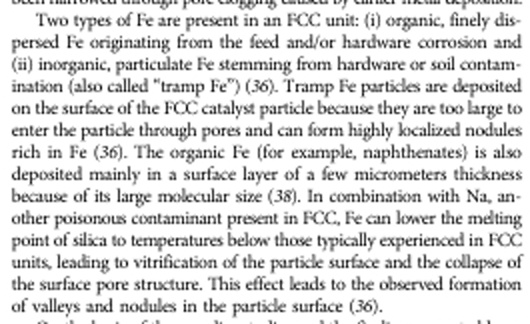 been narrowed through pore clogging caused by earlier metal deposition.
Two types of Fe are present in an FCC unit: (i) organic, finely dis-
persed Fe originating from the feed and/or hardware corrosion and
(ii) inorganic, particulate Fe stemming from hardware or soil contam-
ination (also called “tramp Fe”) (36). Tramp Fe particles are deposited
on the surface of the FCC catalyst particle because they are too large to
enter the particle through pores and can form highly localized nodules
rich in Fe (36). The organic Fe (for example, naphthenates) is also
deposited mainly in a surface layer of a few micrometers thickness
because of its large molecular size (38). In combination with Na, an-
other poisonous contaminant present in FCC, Fe can lower the melting
point of silica to temperatures below those typically experienced in FCC
units, leading to vitrification of the particle surface and the collapse of
the surface pore structure. This effect leads to the observed formation
of valleys and nodules in the particle surface (36).